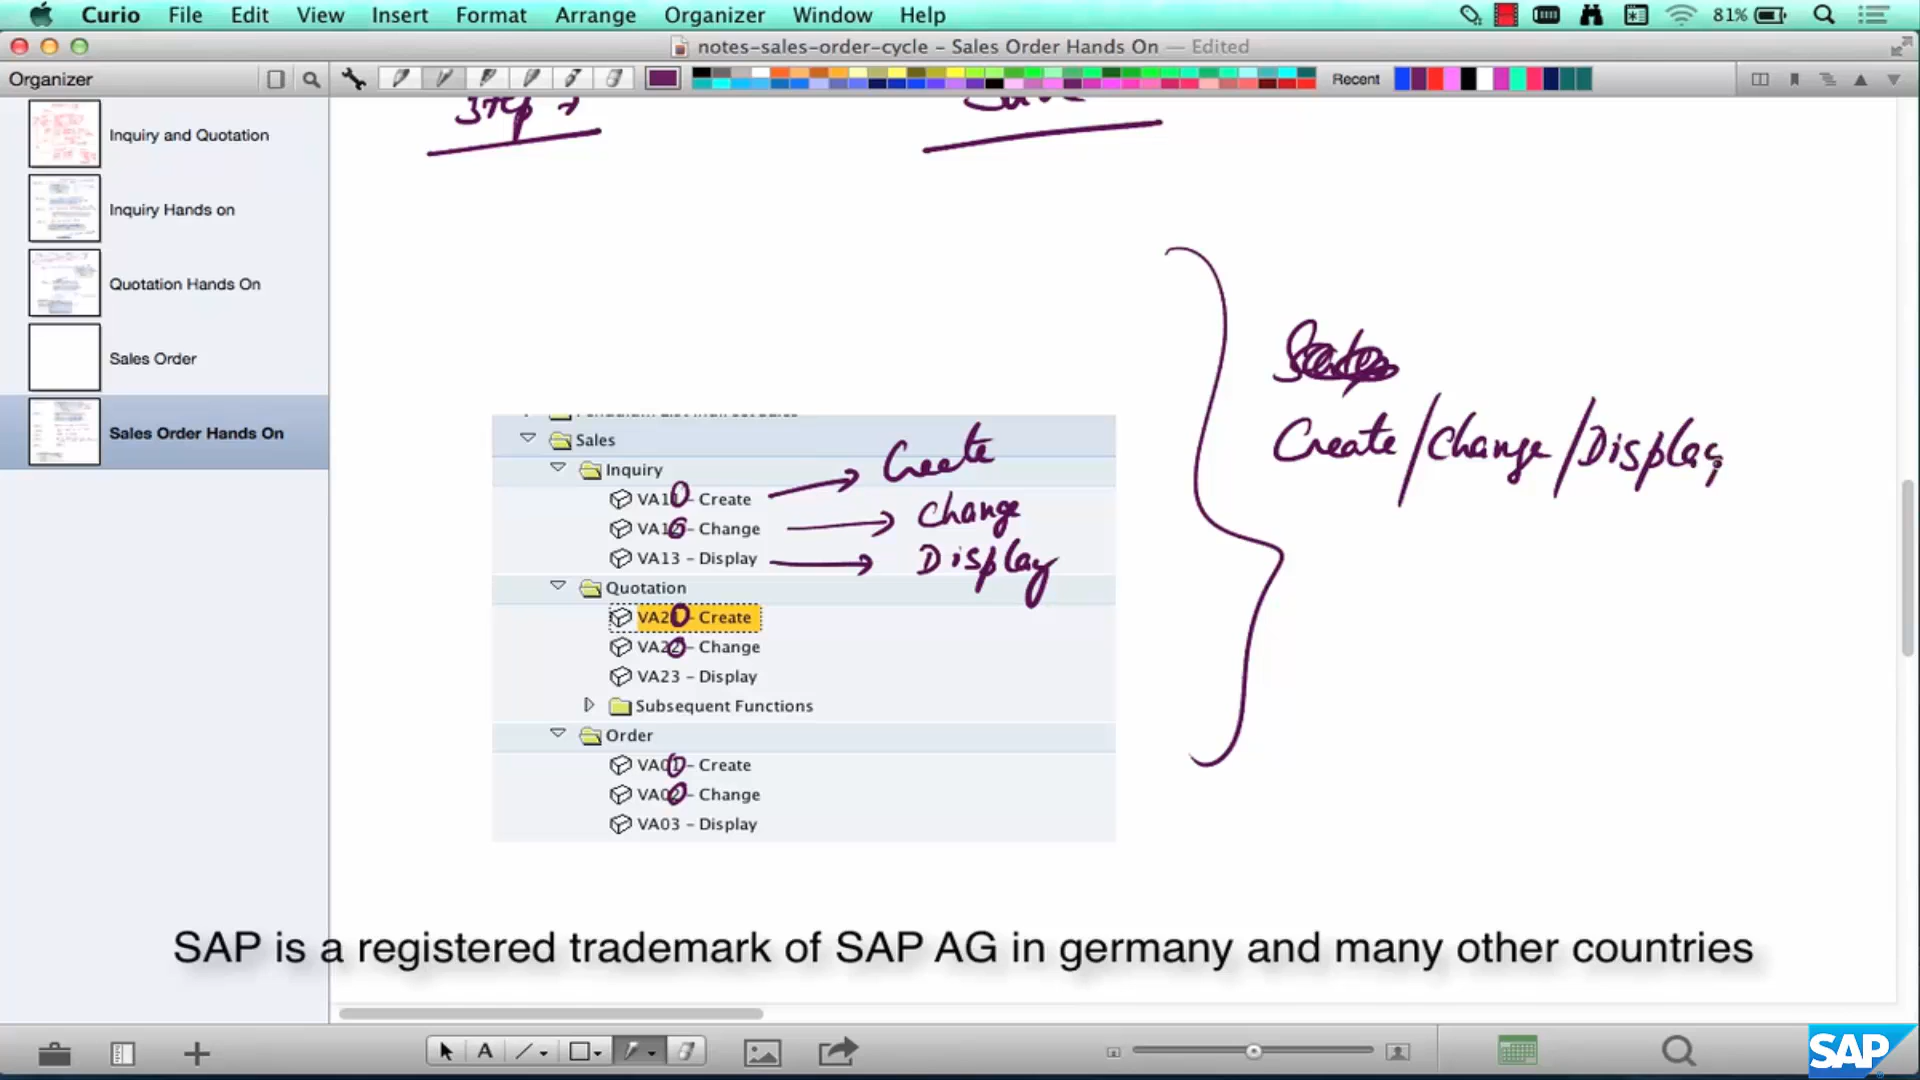 Curio File Edit View Insert Format Arrange Organizer Window Help 81%
notes-sales-order-cycle – Sales Order Hands On — Edited
Organizer
Recent
Inquiry and Quotation
Inquiry Hands on
Quotation Hands On
Sales Order
Sales Order Hands On
Step
Create/Change/Display
Sales
Inquiry
VA11 – Create
Create
VA12 – Change
Change
VA13 – Display
Display
Quotation
VA21 – Create
VA22 – Change
VA23 – Display
Subsequent Functions
Order
VA01 – Create
VA02 – Change
VA03 – Display
SAP is a registered trademark of SAP AG in germany and many other countries
A
SAP